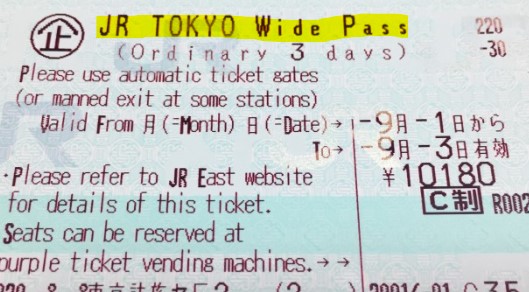 企 JR TOKYO Wide Pass 220
(Ordinary 3 days) -30
Please use automatic ticket gates
(or manned exit at some stations)
Valid From 月(=Month) 日(=Date)→ -9月-1日から
To→ -9月-3日有効
・Please refer to JR East website ¥10180
for details of this ticket. C制 R002
Seats can be reserved at
purple ticket vending machines.→→